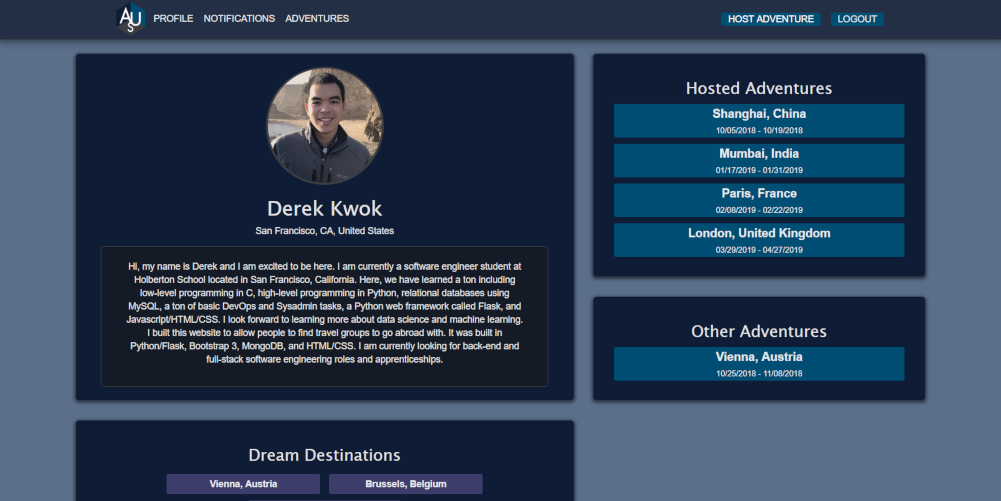 AUS
PROFILE NOTIFICATIONS ADVENTURES HOST ADVENTURE LOGOUT
Derek Kwok
San Francisco, CA, United States
Hi, my name is Derek and I am excited to be here. I am currently a software engineer student at
Holberton School located in San Francisco, California. Here, we have learned a ton including
low-level programming in C, high-level programming in Python, relational databases using
MySQL, a ton of basic DevOps and Sysadmin tasks, a Python web framework called Flask, and
Javascript/HTML/CSS. I look forward to learning more about data science and machine learning.
I built this website to allow people to find travel groups to go abroad with. It was built in
Python/Flask, Bootstrap 3, MongoDB, and HTML/CSS. I am currently looking for back-end and
full-stack software engineering roles and apprenticeships.
Dream Destinations
Vienna, Austria Brussels, Belgium
Hosted Adventures
Shanghai, China
10/05/2018 - 10/19/2018
Mumbai, India
01/17/2019 - 01/31/2019
Paris, France
02/08/2019 - 02/22/2019
London, United Kingdom
03/29/2019 - 04/27/2019
Other Adventures
Vienna, Austria
10/25/2018 - 11/08/2018